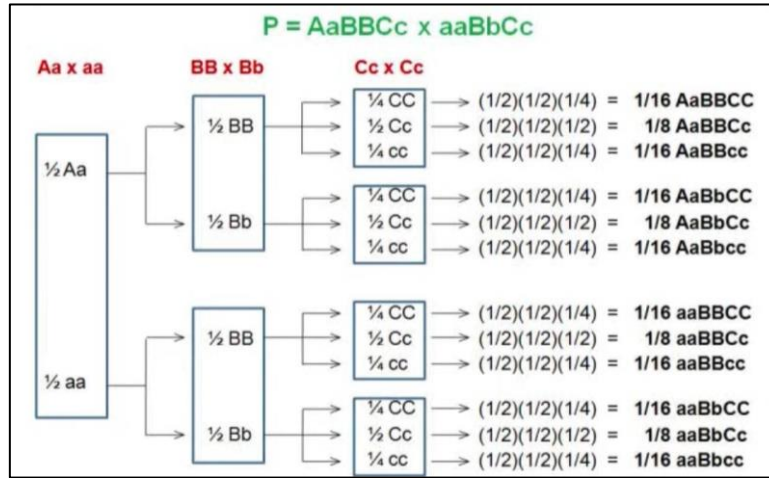 P = AaBBCc x aaBbCc
Aa x aa BB x Bb Cc x Cc
¼ CC (1/2)(1/2)(1/4) = 1/16 AaBBCC
½ BB ½ Cc (1/2)(1/2)(1/2) = 1/8 AaBBCc
¼ cc (1/2)(1/2)(1/4) = 1/16 AaBBcc
½ Aa
¼ CC (1/2)(1/2)(1/4) = 1/16 AaBbCC
½ Bb ½ Cc (1/2)(1/2)(1/2) = 1/8 AaBbCc
¼ cc (1/2)(1/2)(1/4) = 1/16 AaBbcc
¼ CC (1/2)(1/2)(1/4) = 1/16 aaBBCC
½ BB ½ Cc (1/2)(1/2)(1/2) = 1/8 aaBBCc
¼ cc (1/2)(1/2)(1/4) = 1/16 aaBBcc
½ aa
¼ CC (1/2)(1/2)(1/4) = 1/16 aaBbCC
½ Bb ½ Cc (1/2)(1/2)(1/2) = 1/8 aaBbCc
¼ cc (1/2)(1/2)(1/4) = 1/16 aaBbcc